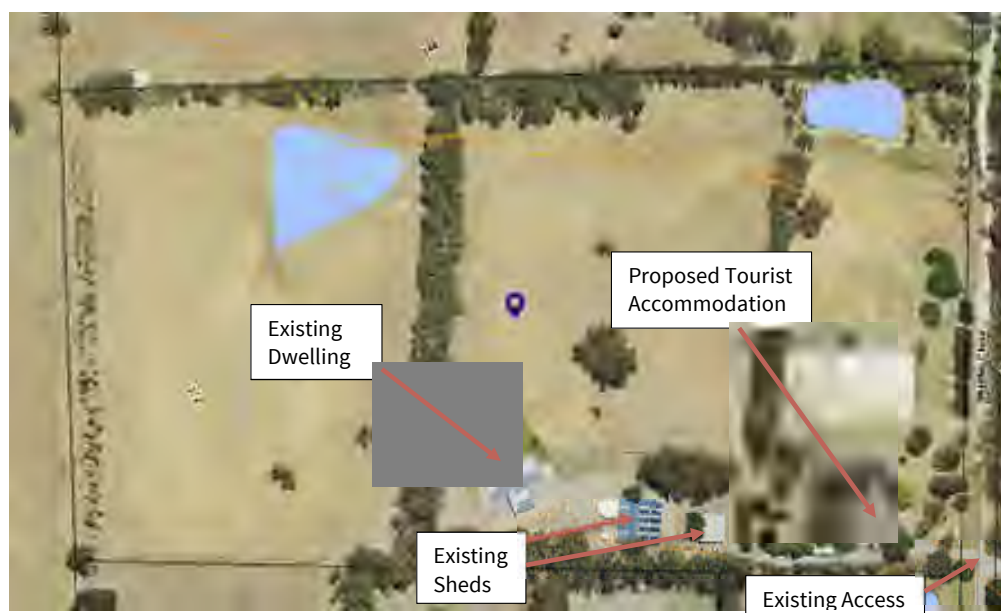 Proposed Tourist
Accommodation
Existing
Dwelling
Existing
Sheds
Existing Access